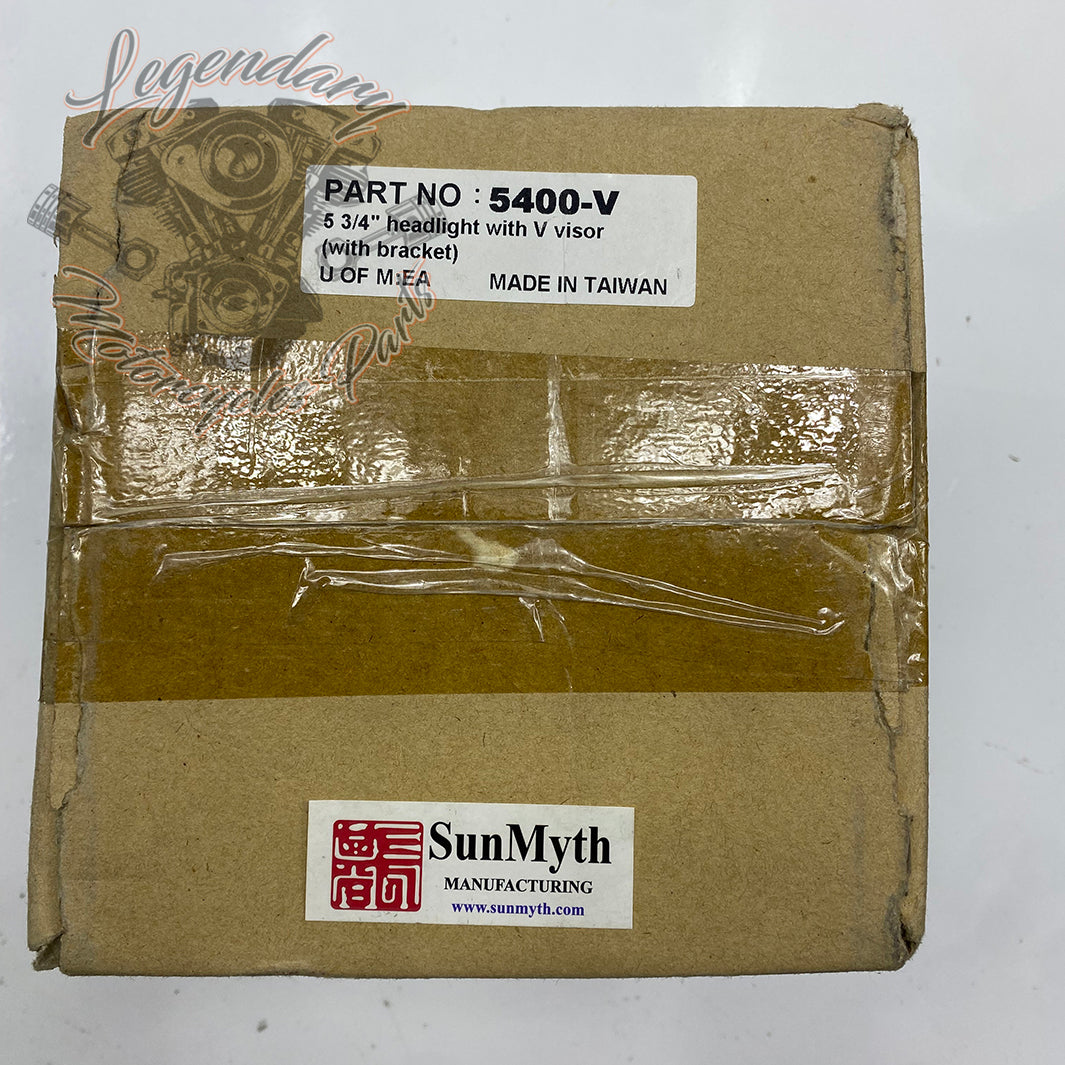 Legendary
Motorcycles Parts
PART NO : 5400-V
5 3/4" headlight with V visor
(with bracket)
U OF M:EA MADE IN TAIWAN
SunMyth
MANUFACTURING
www.sunmyth.com